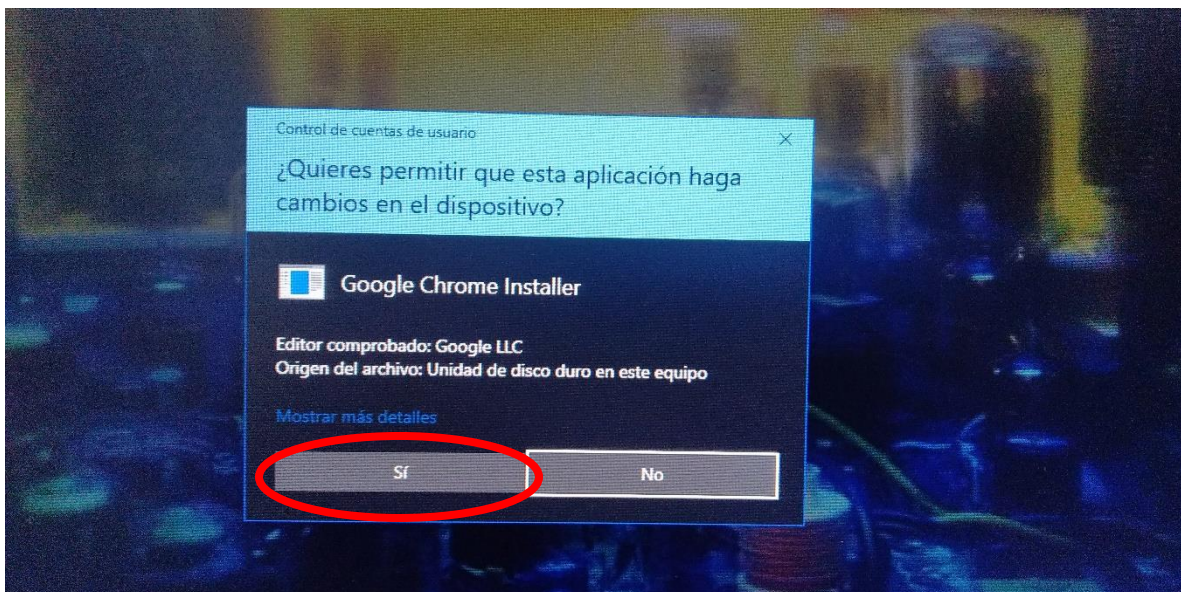 Control de cuentas de usuario
¿Quieres permitir que esta aplicación haga
cambios en el dispositivo?
Google Chrome Installer
Editor comprobado: Google LLC
Origen del archivo: Unidad de disco duro en este equipo
Mostrar más detalles
Sí
No